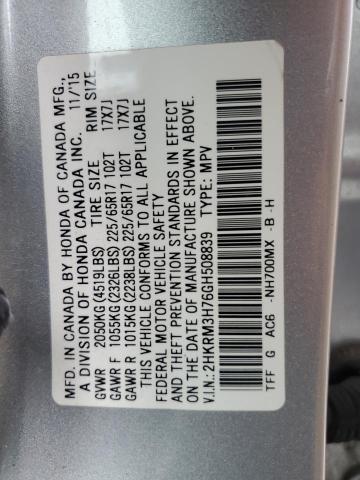 MFD. IN CANADA BY HONDA OF CANADA MFG.,
A DIVISION OF HONDA CANADA INC. 11/15
GVWR 2050KG(4519LBS) TIRE SIZE RIM SIZE
GAWR F 1055KG(2326LBS) 225/65R17 102T 17X7J
GAWR R 1015KG(2238LBS) 225/65R17 102T 17X7J
THIS VEHICLE CONFORMS TO ALL APPLICABLE
FEDERAL MOTOR VEHICLE SAFETY
AND THEFT PREVENTION STANDARDS IN EFFECT
ON THE DATE OF MANUFACTURE SHOWN ABOVE.
V.I.N.: 2HKRM3H76GH508839 TYPE: MPV
TFF G AC6 -NH700MX -B -H